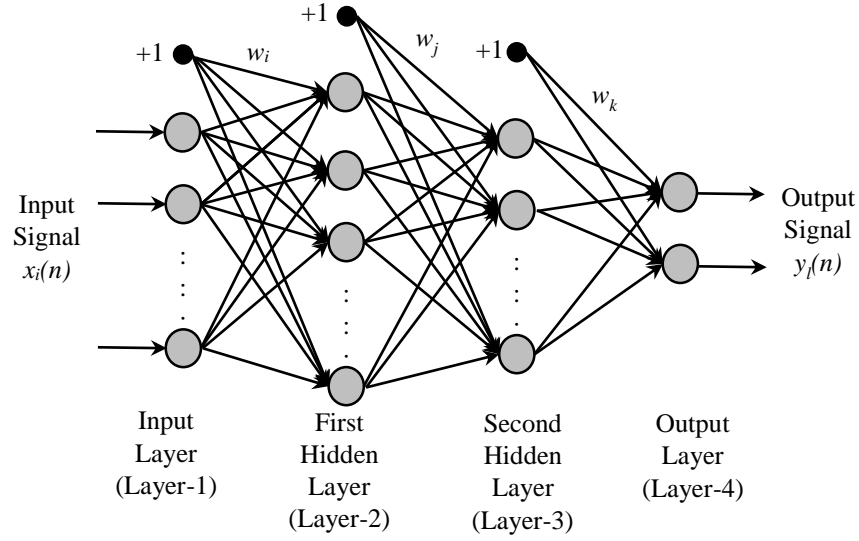 +1
+1
+1
w_i
w_j
w_k
Input
Signal
x_i(n)
Output
Signal
y_l(n)
Input
Layer
(Layer-1)
First
Hidden
Layer
(Layer-2)
Second
Hidden
Layer
(Layer-3)
Output
Layer
(Layer-4)